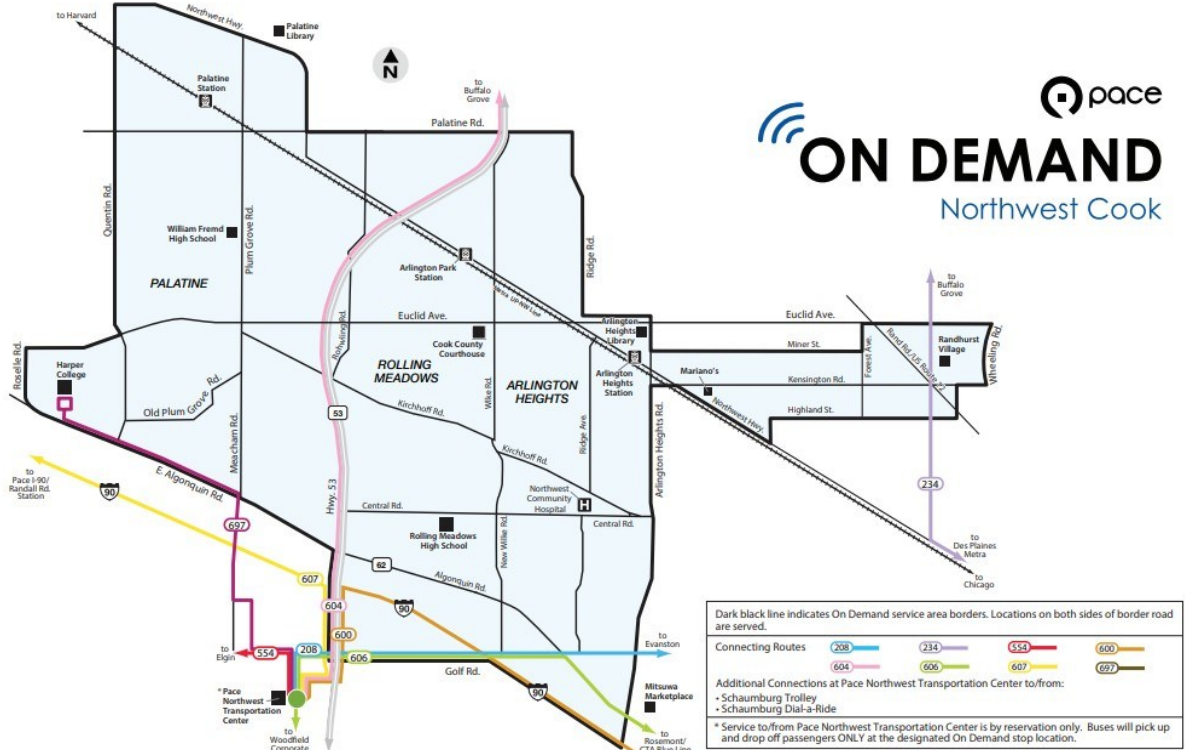 to Harvard
Northwest Hwy.
Palatine
Library
Palatine
Station
N
to
Buffalo
Grove
Palatine Rd.
pace
ON DEMAND
Northwest Cook
Quentin Rd.
Plum Grove Rd.
William Fremd
High School
PALATINE
Arlington Park
Station
Ridge Rd.
Metra UP-NW Line
to
Buffalo
Grove
Euclid Ave.
Euclid Ave.
Rohwling Rd.
Arlington
Heights
Library
Miner St.
Forest Ave.
Rand Rd./US Route 12
Randhurst
Village
Wheeling Rd.
Roselle Rd.
Harper
College
Cook County
Courthouse
ROLLING
MEADOWS
Wilke Rd.
ARLINGTON
HEIGHTS
Arlington
Heights
Station
Mariano's
Kensington Rd.
Old Plum Grove Rd.
Meacham Rd.
Kirchhoff Rd.
53
Ridge Ave.
Arlington Heights Rd.
Northwest Hwy.
Highland St.
Kirchhoff Rd.
E. Algonquin Rd.
to
Pace I-90/
Randall Rd.
Station
90
Hwy. 53
Northwest
Community
Hospital
H
234
Central Rd.
Central Rd.
697
Rolling Meadows
High School
New Wilke Rd.
to
Des Plaines
Metra
to
Chicago
62
Algonquin Rd.
607
604
90
600
to
Elgin
554
208
606
to
Evanston
Golf Rd.
90
* Pace
Northwest
Transportation
Center
to
Woodfield
Corporate
Mitsuwa
Marketplace
to
Rosemont/
CTA Blue Line
Dark black line indicates On Demand service area borders. Locations on both sides of border road
are served.
Connecting Routes 208 234 554 600
604 606 607 697
Additional Connections at Pace Northwest Transportation Center to/from:
• Schaumburg Trolley
• Schaumburg Dial-a-Ride
* Service to/from Pace Northwest Transportation Center is by reservation only. Buses will pick up
and drop off passengers ONLY at the designated On Demand stop location.